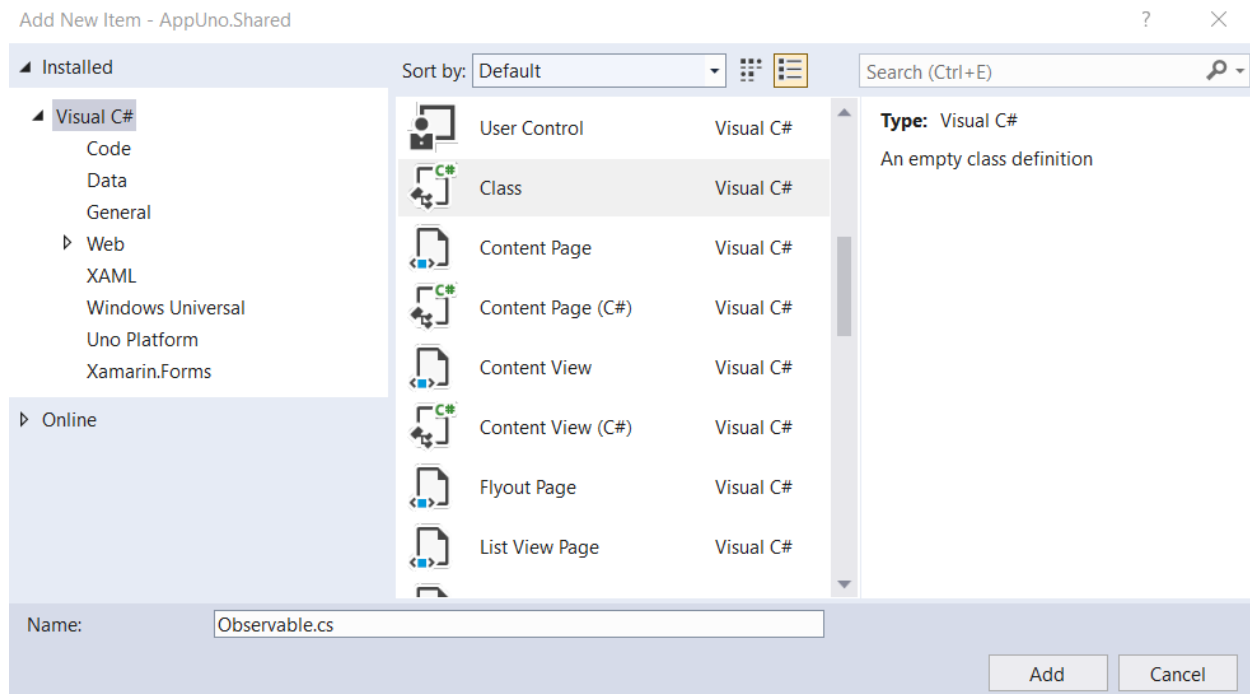 Add New Item - AppUno.Shared
?
Installed
Visual C#
Code
Data
General
Web
XAML
Windows Universal
Uno Platform
Xamarin.Forms
Online
Sort by: Default
User Control Visual C#
C# Class Visual C#
Content Page Visual C#
C# Content Page (C#) Visual C#
Content View Visual C#
C# Content View (C#) Visual C#
Flyout Page Visual C#
List View Page Visual C#
Search (Ctrl+E)
Type: Visual C#
An empty class definition
Name: Observable.cs
Add Cancel